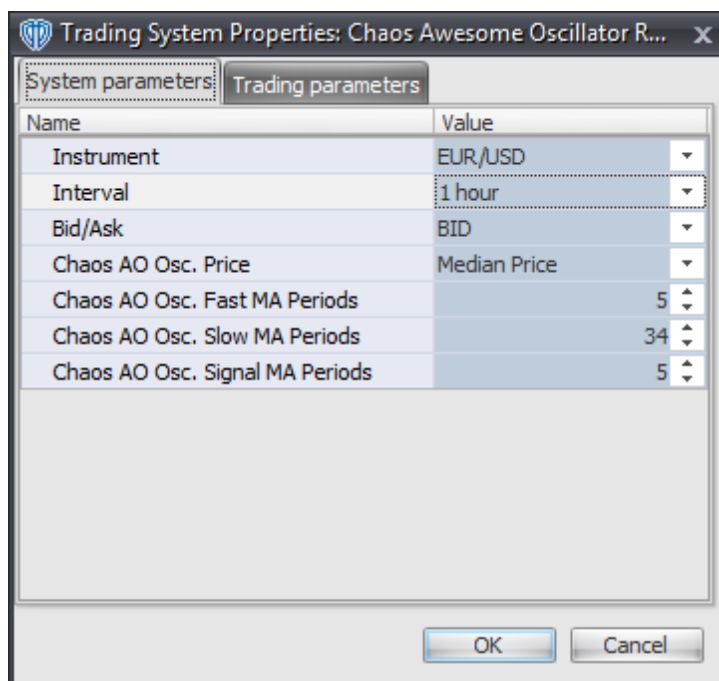 Trading System Properties: Chaos Awesome Oscillator R... x
System parameters Trading parameters
Name Value
Instrument EUR/USD
Interval 1 hour
Bid/Ask BID
Chaos AO Osc. Price Median Price
Chaos AO Osc. Fast MA Periods 5
Chaos AO Osc. Slow MA Periods 34
Chaos AO Osc. Signal MA Periods 5
OK Cancel